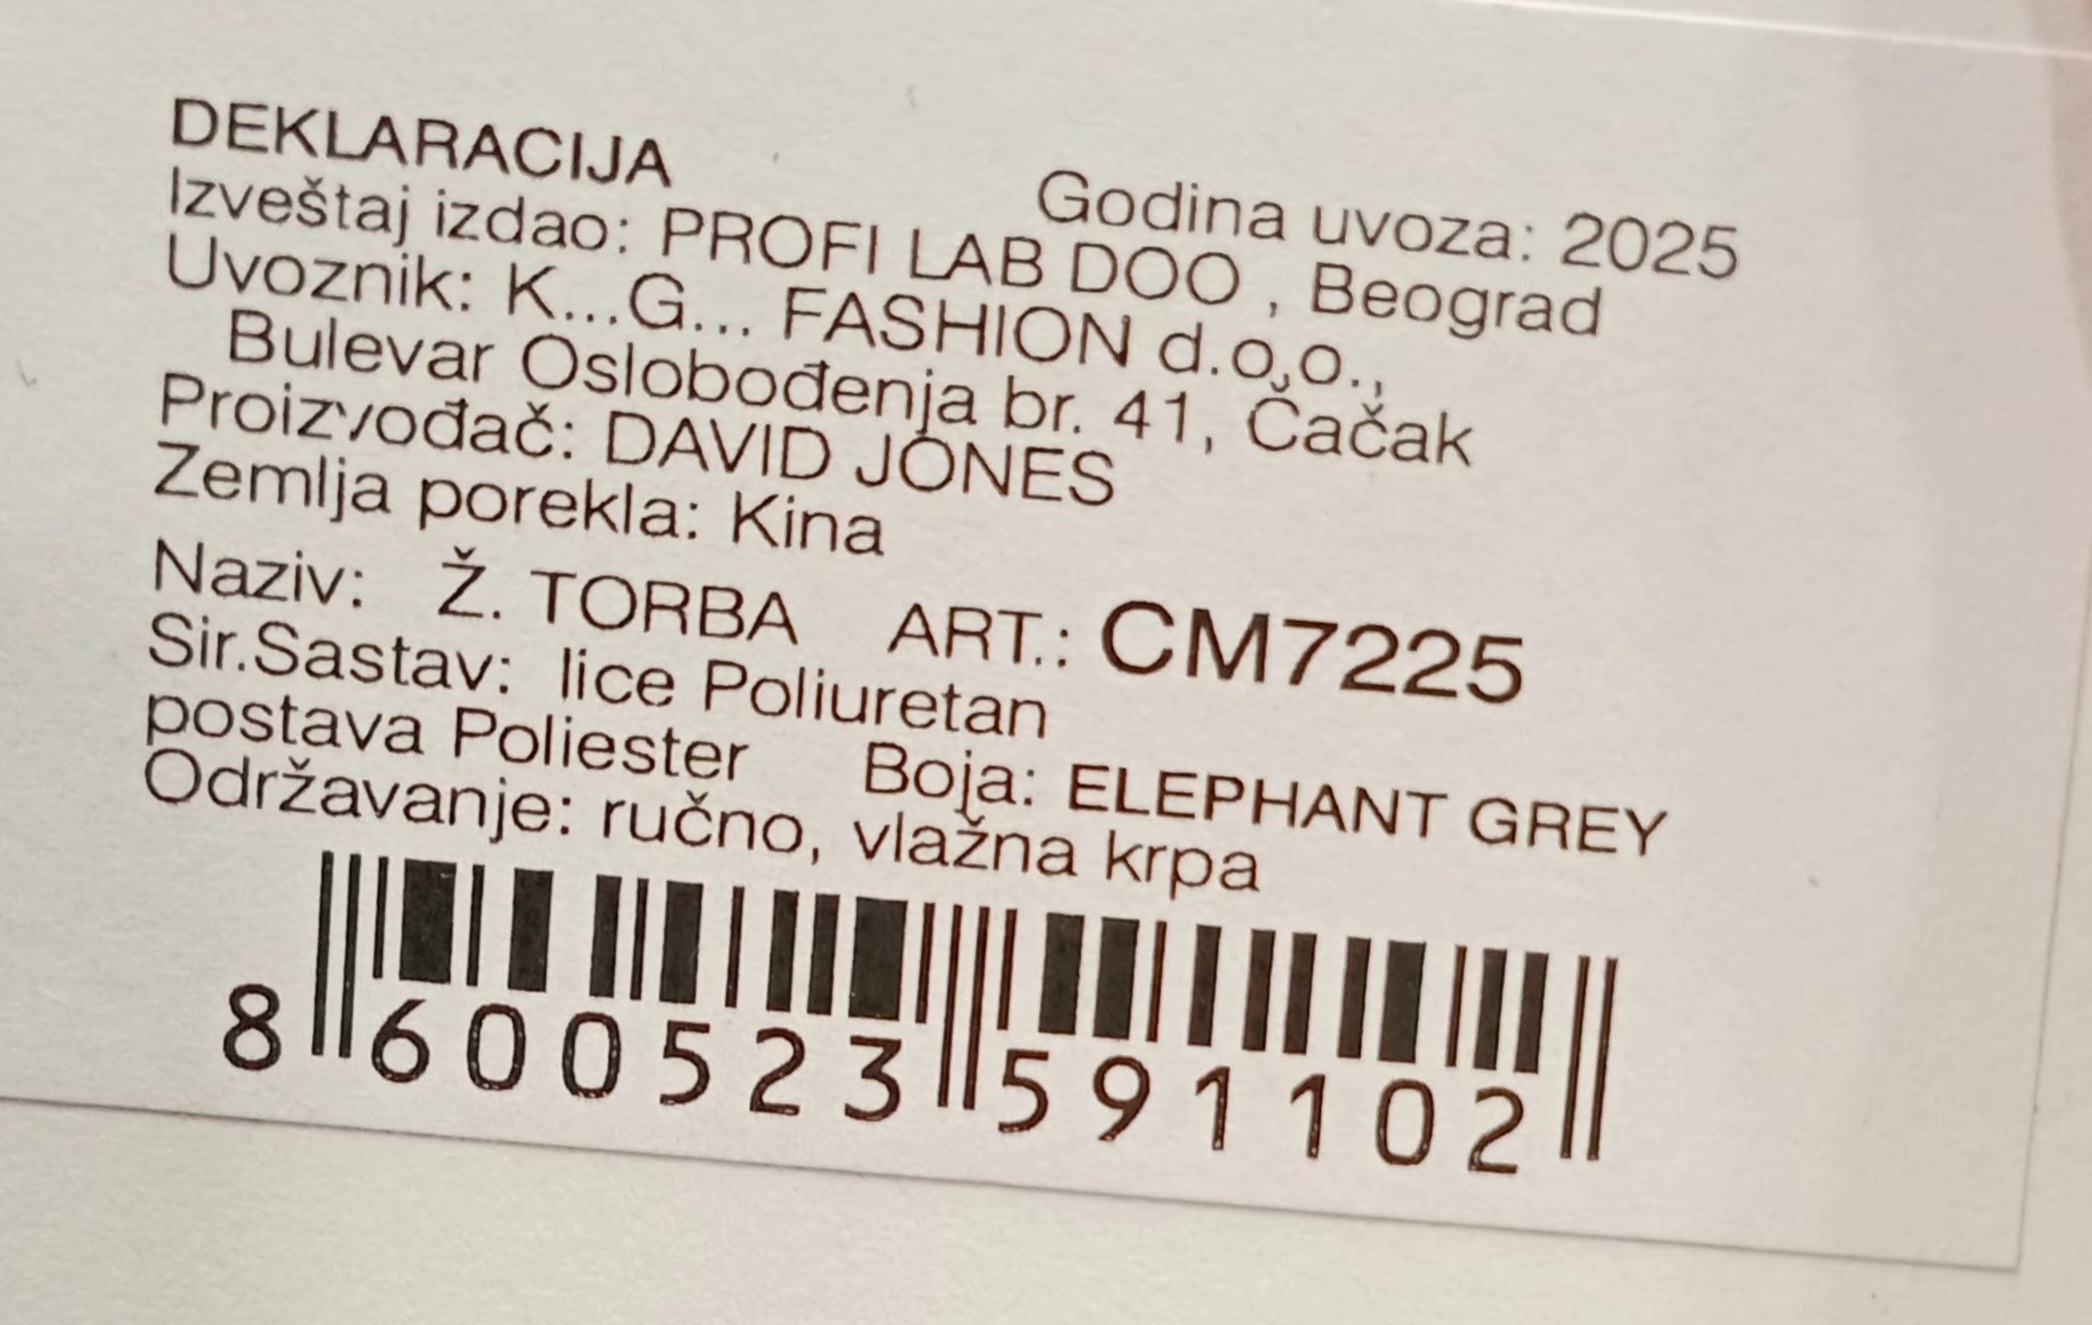 DEKLARACIJA
Godina uvoza: 2025
Izveštaj izdao: PROFI LAB DOO , Beograd
Uvoznik: K...G... FASHION d.o.o.,
Bulevar Oslobođenja br. 41, Čačak
Proizvođač: DAVID JONES
Zemlja porekla: Kina
Naziv: Ž. TORBA ART.: CM7225
Sir.Sastav: lice Poliuretan
postava Poliester Boja: ELEPHANT GREY
Održavanje: ručno, vlažna krpa
8 600523 591102